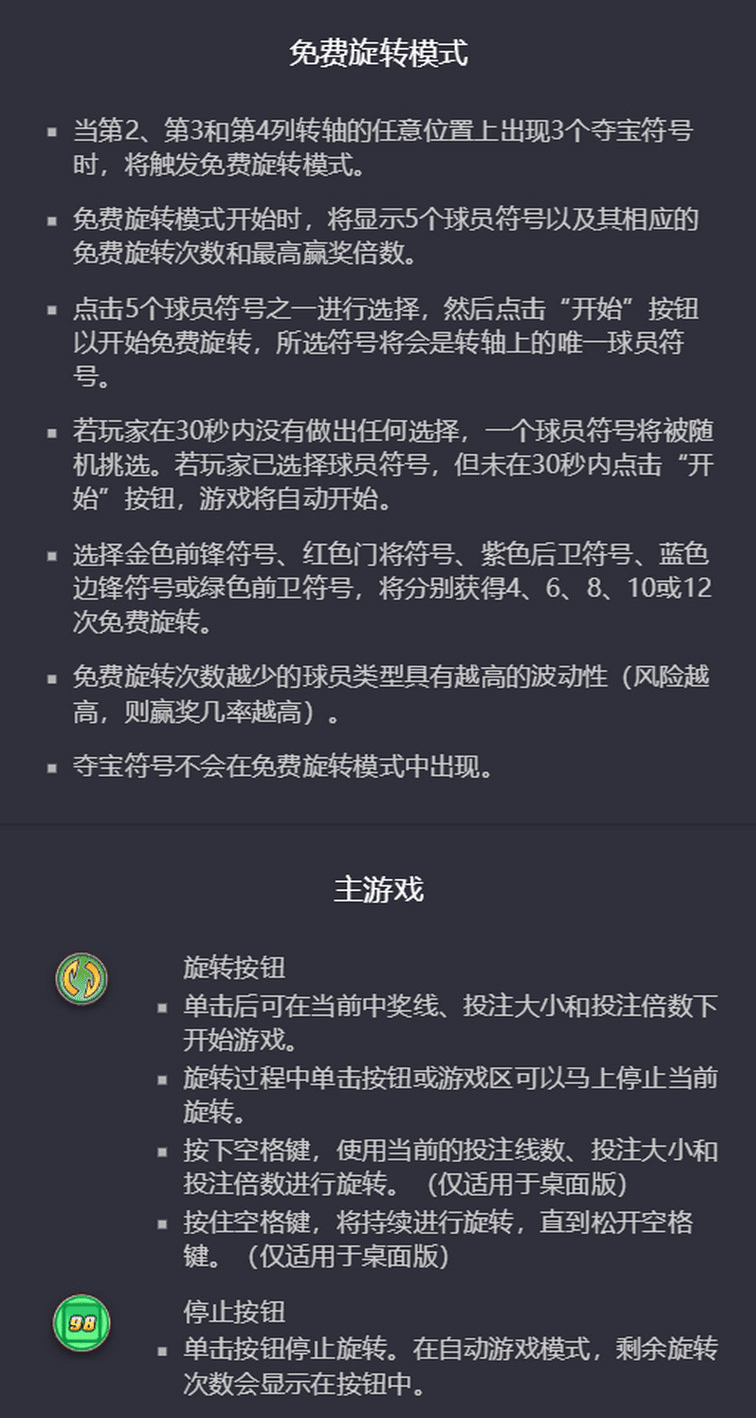 免费旋转模式
▪ 当第2、第3和第4列转轴的任意位置上出现3个夺宝符号
时，将触发免费旋转模式。
▪ 免费旋转模式开始时，将显示5个球员符号以及其相应的
免费旋转次数和最高赢奖倍数。
▪ 点击5个球员符号之一进行选择，然后点击“开始”按钮
以开始免费旋转，所选符号将会是转轴上的唯一球员符
号。
▪ 若玩家在30秒内没有做出任何选择，一个球员符号将被随
机挑选。若玩家已选择球员符号，但未在30秒内点击“开
始”按钮，游戏将自动开始。
▪ 选择金色前锋符号、红色门将符号、紫色后卫符号、蓝色
边锋符号或绿色前卫符号，将分别获得4、6、8、10或12
次免费旋转。
▪ 免费旋转次数越少的球员类型具有越高的波动性（风险越
高，则赢奖几率越高）。
▪ 夺宝符号不会在免费旋转模式中出现。
主游戏
旋转按钮
▪ 单击后可在当前中奖线、投注大小和投注倍数下
开始游戏。
▪ 旋转过程中单击按钮或游戏区可以马上停止当前
旋转。
▪ 按下空格键，使用当前的投注线数、投注大小和
投注倍数进行旋转。（仅适用于桌面版）
▪ 按住空格键，将持续进行旋转，直到松开空格
键。（仅适用于桌面版）
98
停止按钮
▪ 单击按钮停止旋转。在自动游戏模式，剩余旋转
次数会显示在按钮中。